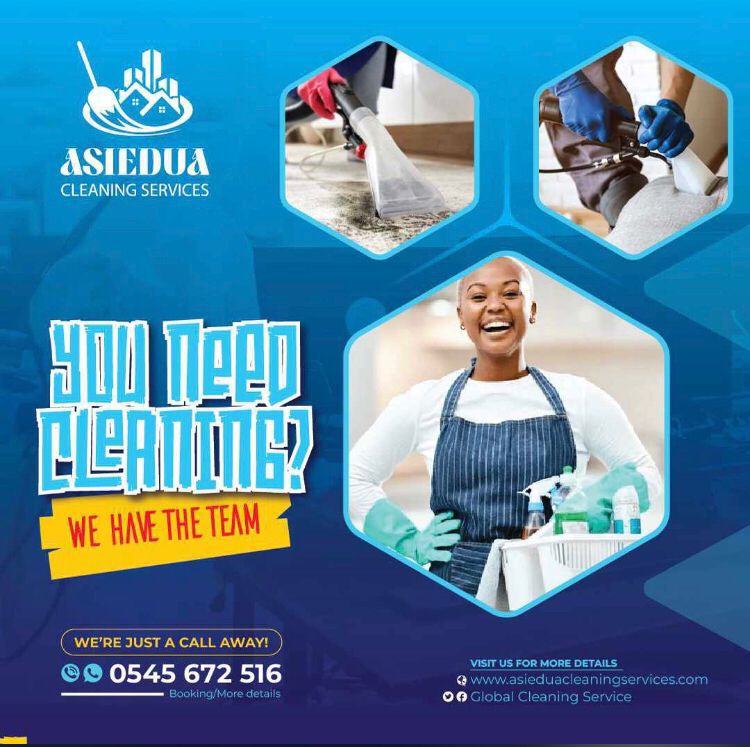 ASIEDUA
CLEANING SERVICES
YOU NEED
CLEANING?
WE HAVE THE TEAM
WE'RE JUST A CALL AWAY!
0545 672 516
Booking/More details
VISIT US FOR MORE DETAILS
www.asieduacleaningservices.com
Global Cleaning Service